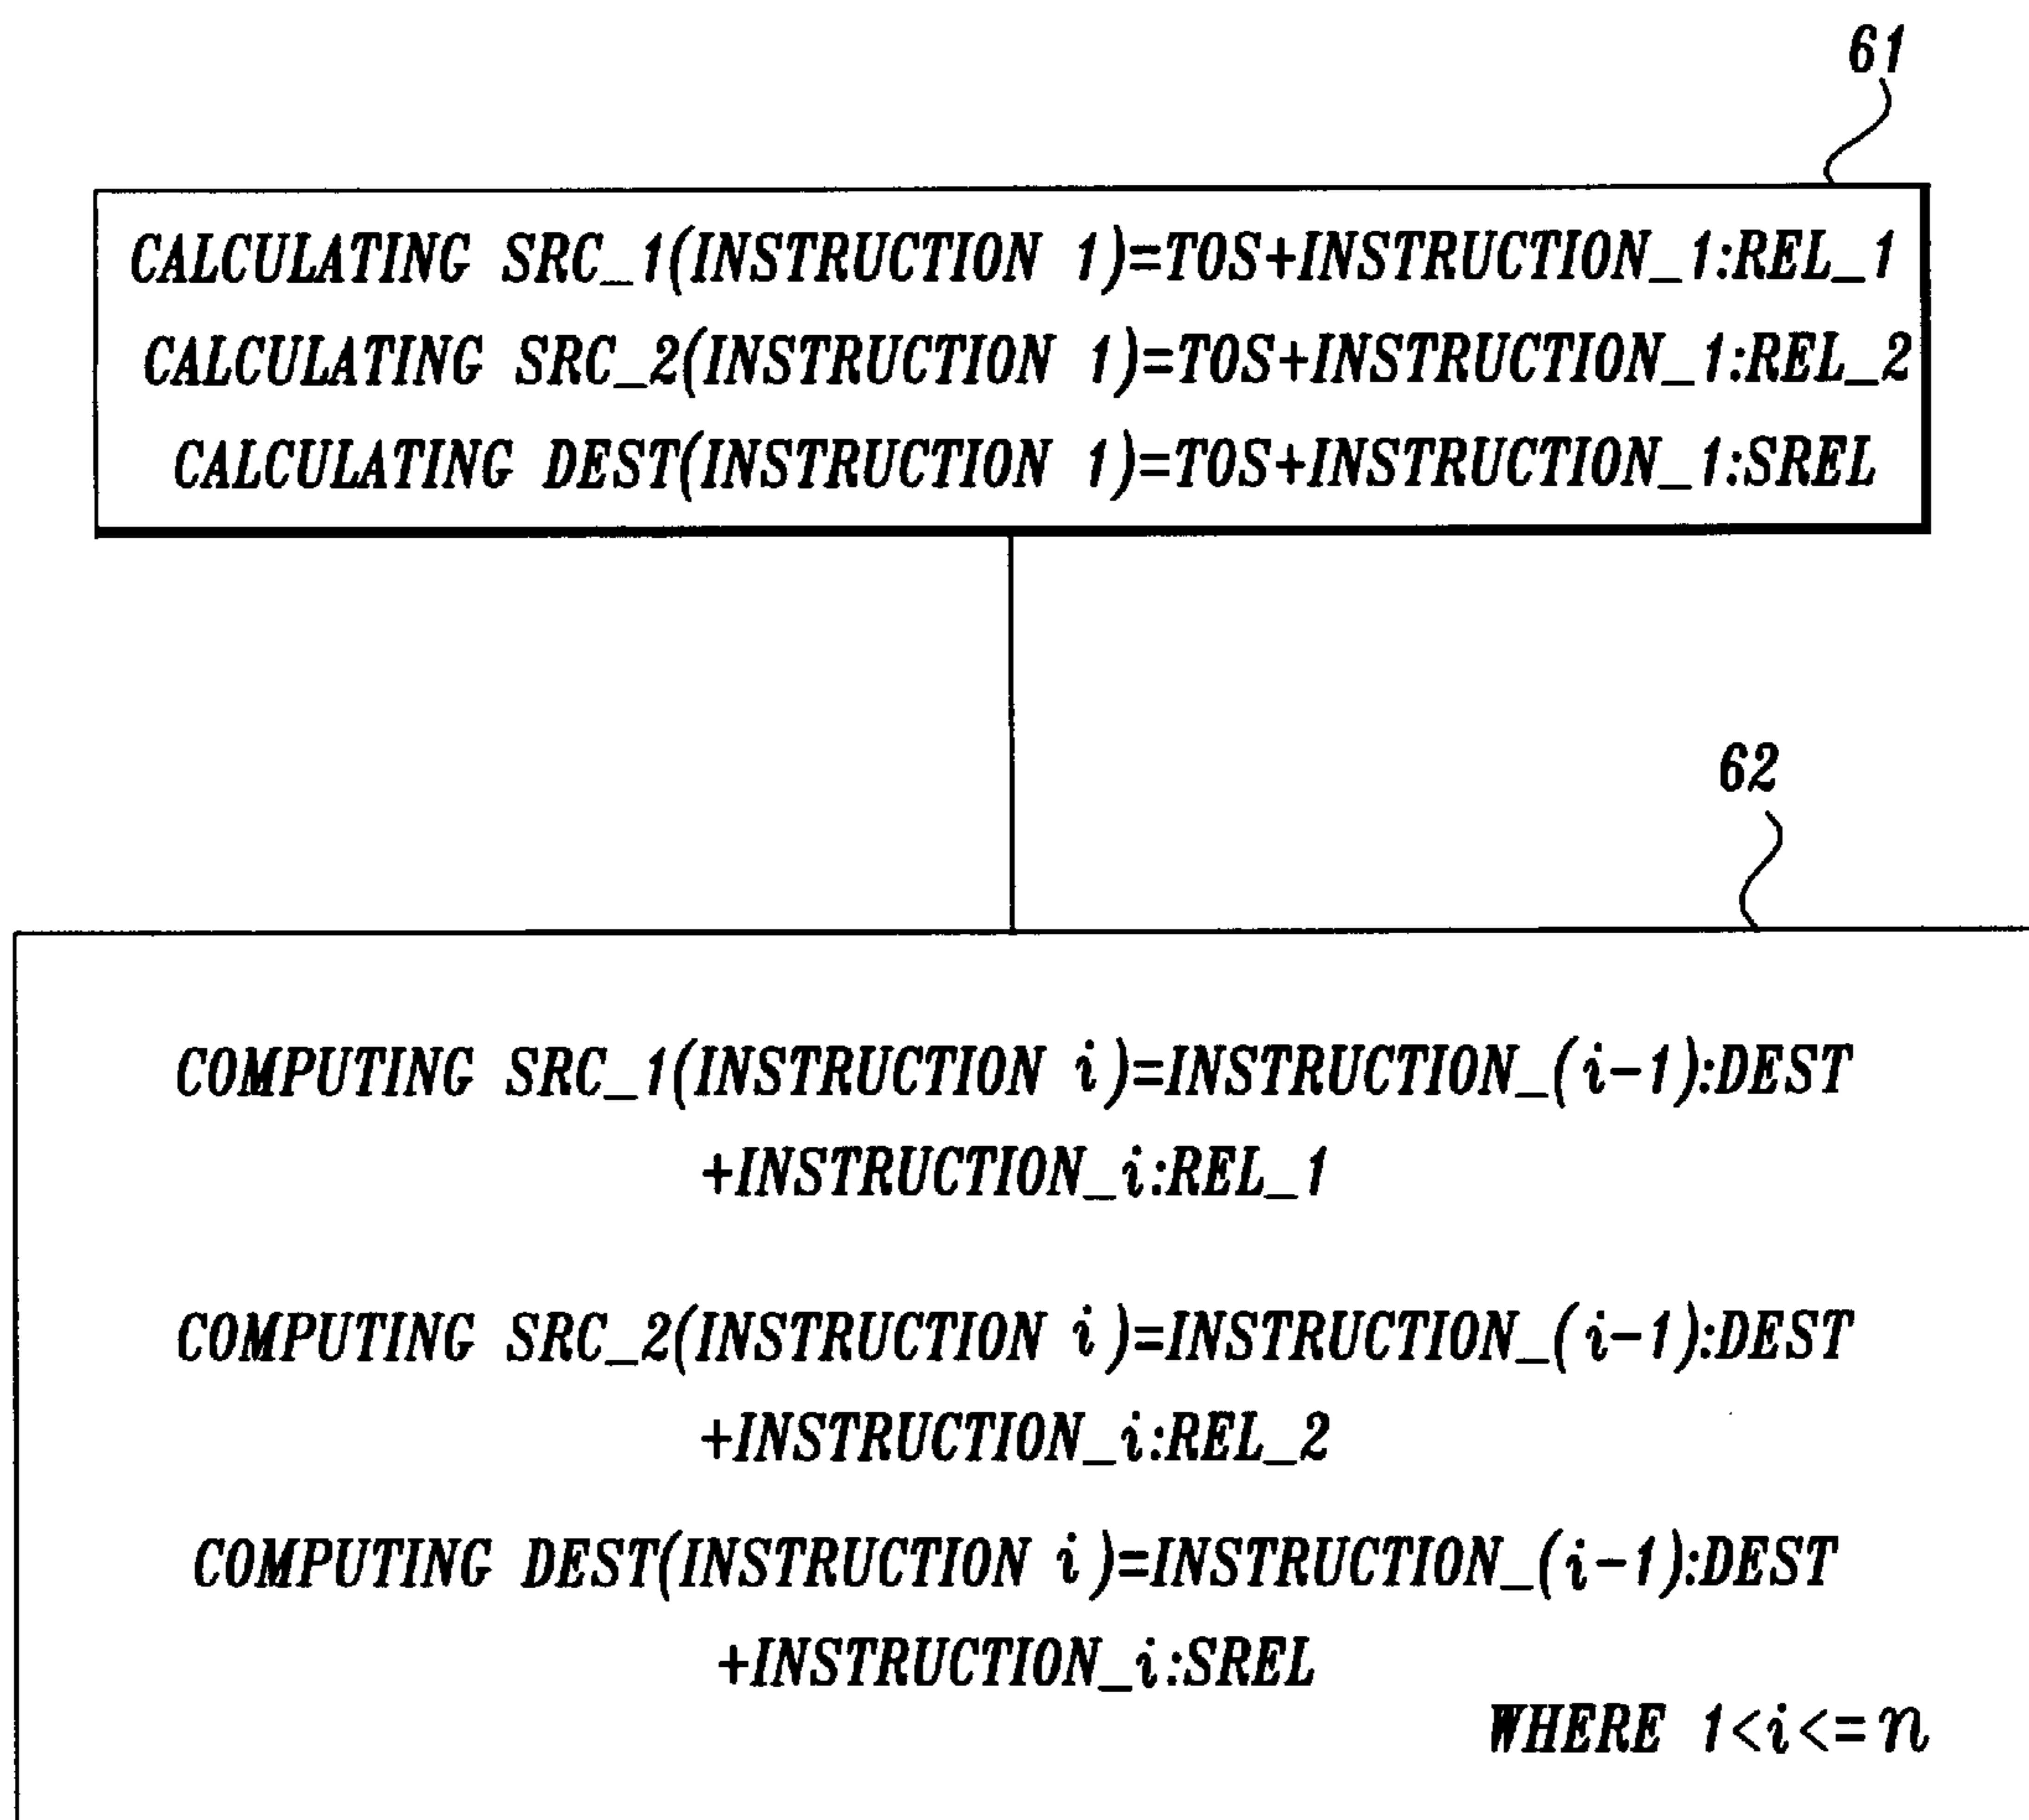 61
CALCULATING SRC_1(INSTRUCTION 1)=TOS+INSTRUCTION_1:REL_1
CALCULATING SRC_2(INSTRUCTION 1)=TOS+INSTRUCTION_1:REL_2
CALCULATING DEST(INSTRUCTION 1)=TOS+INSTRUCTION_1:SREL
62
COMPUTING SRC_1(INSTRUCTION i)=INSTRUCTION_(i-1):DEST
+INSTRUCTION_i:REL_1
COMPUTING SRC_2(INSTRUCTION i)=INSTRUCTION_(i-1):DEST
+INSTRUCTION_i:REL_2
COMPUTING DEST(INSTRUCTION i)=INSTRUCTION_(i-1):DEST
+INSTRUCTION_i:SREL
WHERE 1<i<=n